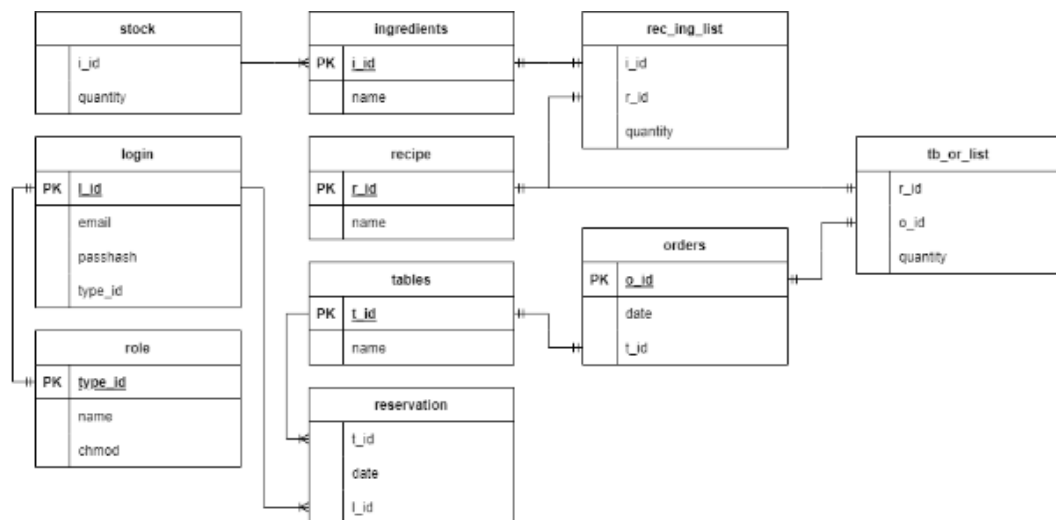 stock
i_id
quantity
ingredients
PK i_id
name
rec_ing_list
i_id
r_id
quantity
login
PK l_id
email
passhash
type_id
recipe
PK r_id
name
tb_or_list
r_id
o_id
quantity
orders
PK o_id
date
t_id
tables
PK t_id
name
role
PK type_id
name
chmod
reservation
t_id
date
l_id